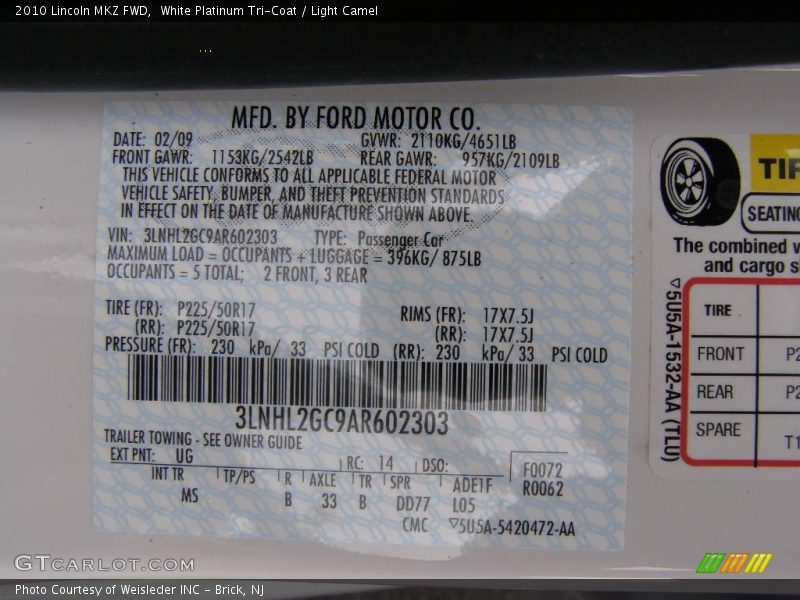 2010 Lincoln MKZ FWD,  White Platinum Tri-Coat / Light Camel
MFD. BY FORD MOTOR CO.
DATE: 02/09 GVWR: 2110KG/4651LB
FRONT GAWR: 1153KG/2542LB REAR GAWR: 957KG/2109LB
THIS VEHICLE CONFORMS TO ALL APPLICABLE FEDERAL MOTOR
VEHICLE SAFETY, BUMPER, AND THEFT PREVENTION STANDARDS
IN EFFECT ON THE DATE OF MANUFACTURE SHOWN ABOVE.
VIN: 3LNHL2GC9AR602303 TYPE: Passenger Car
MAXIMUM LOAD = OCCUPANTS + LUGGAGE = 396KG/ 875LB
OCCUPANTS = 5 TOTAL; 2 FRONT, 3 REAR
TIRE (FR): P225/50R17 RIMS (FR): 17X7.5J
(RR): P225/50R17 (RR): 17X7.5J
PRESSURE (FR): 230 kPa/ 33 PSI COLD (RR): 230 kPa/ 33 PSI COLD
3LNHL2GC9AR602303
TRAILER TOWING - SEE OWNER GUIDE
EXT PNT: UG RC: 14 DSO: F0072
INT TR TP/PS R AXLE TR SPR ADE1F R0062
MS B 33 B DD77 L05
CMC ▽5U5A-5420472-AA
TIR
SEATING
The combined w
and cargo s
▽5U5A-1532-AA (TLU)
TIRE
FRONT P2
REAR P2
SPARE T1
GTCARLOT.COM
Photo Courtesy of Weisleder INC - Brick, NJ